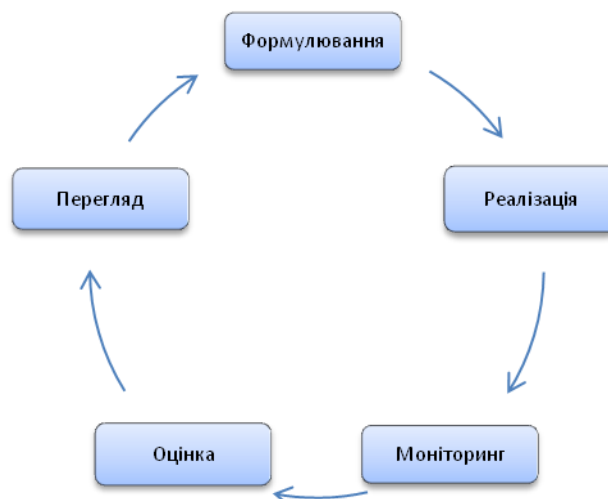 Формулювання
Реалізація
Моніторинг
Оцінка
Перегляд